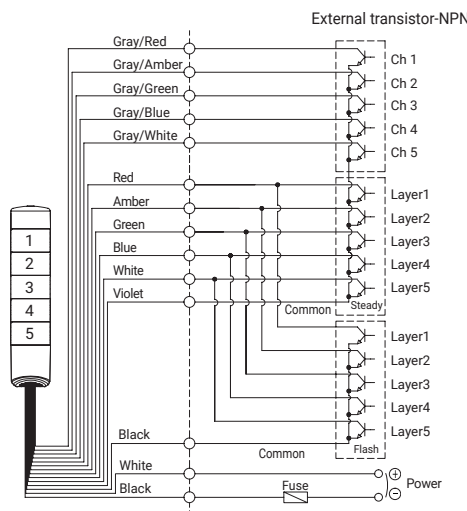 External transistor-NPN
Gray/Red
Ch 1
Gray/Amber
Ch 2
Gray/Green
Ch 3
Gray/Blue
Ch 4
Gray/White
Ch 5
Red
Layer1
Amber
Layer2
Green
Layer3
Blue
Layer4
White
Layer5
Violet
Common
Steady
1
2
3
4
5
Layer1
Layer2
Layer3
Layer4
Layer5
Black
Common
Flash
White
+
Power
Black
Fuse
−